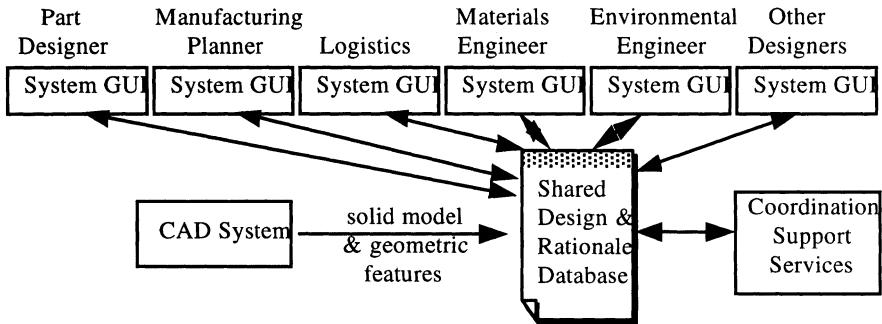 Part Designer
Manufacturing Planner
Logistics
Materials Engineer
Environmental Engineer
Other Designers
System GUI
System GUI
System GUI
System GUI
System GUI
System GUI
CAD System
solid model
& geometric
features
Shared
Design &
Rationale
Database
Coordination
Support
Services